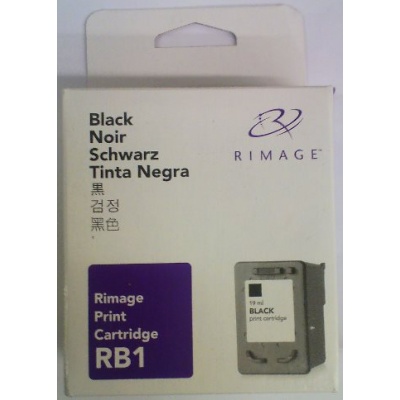 Black
Noir
Schwarz
Tinta Negra
黒
검정
黑色
RIMAGE™
Rimage
Print
Cartridge
RB1
19 ml
BLACK
print cartridge